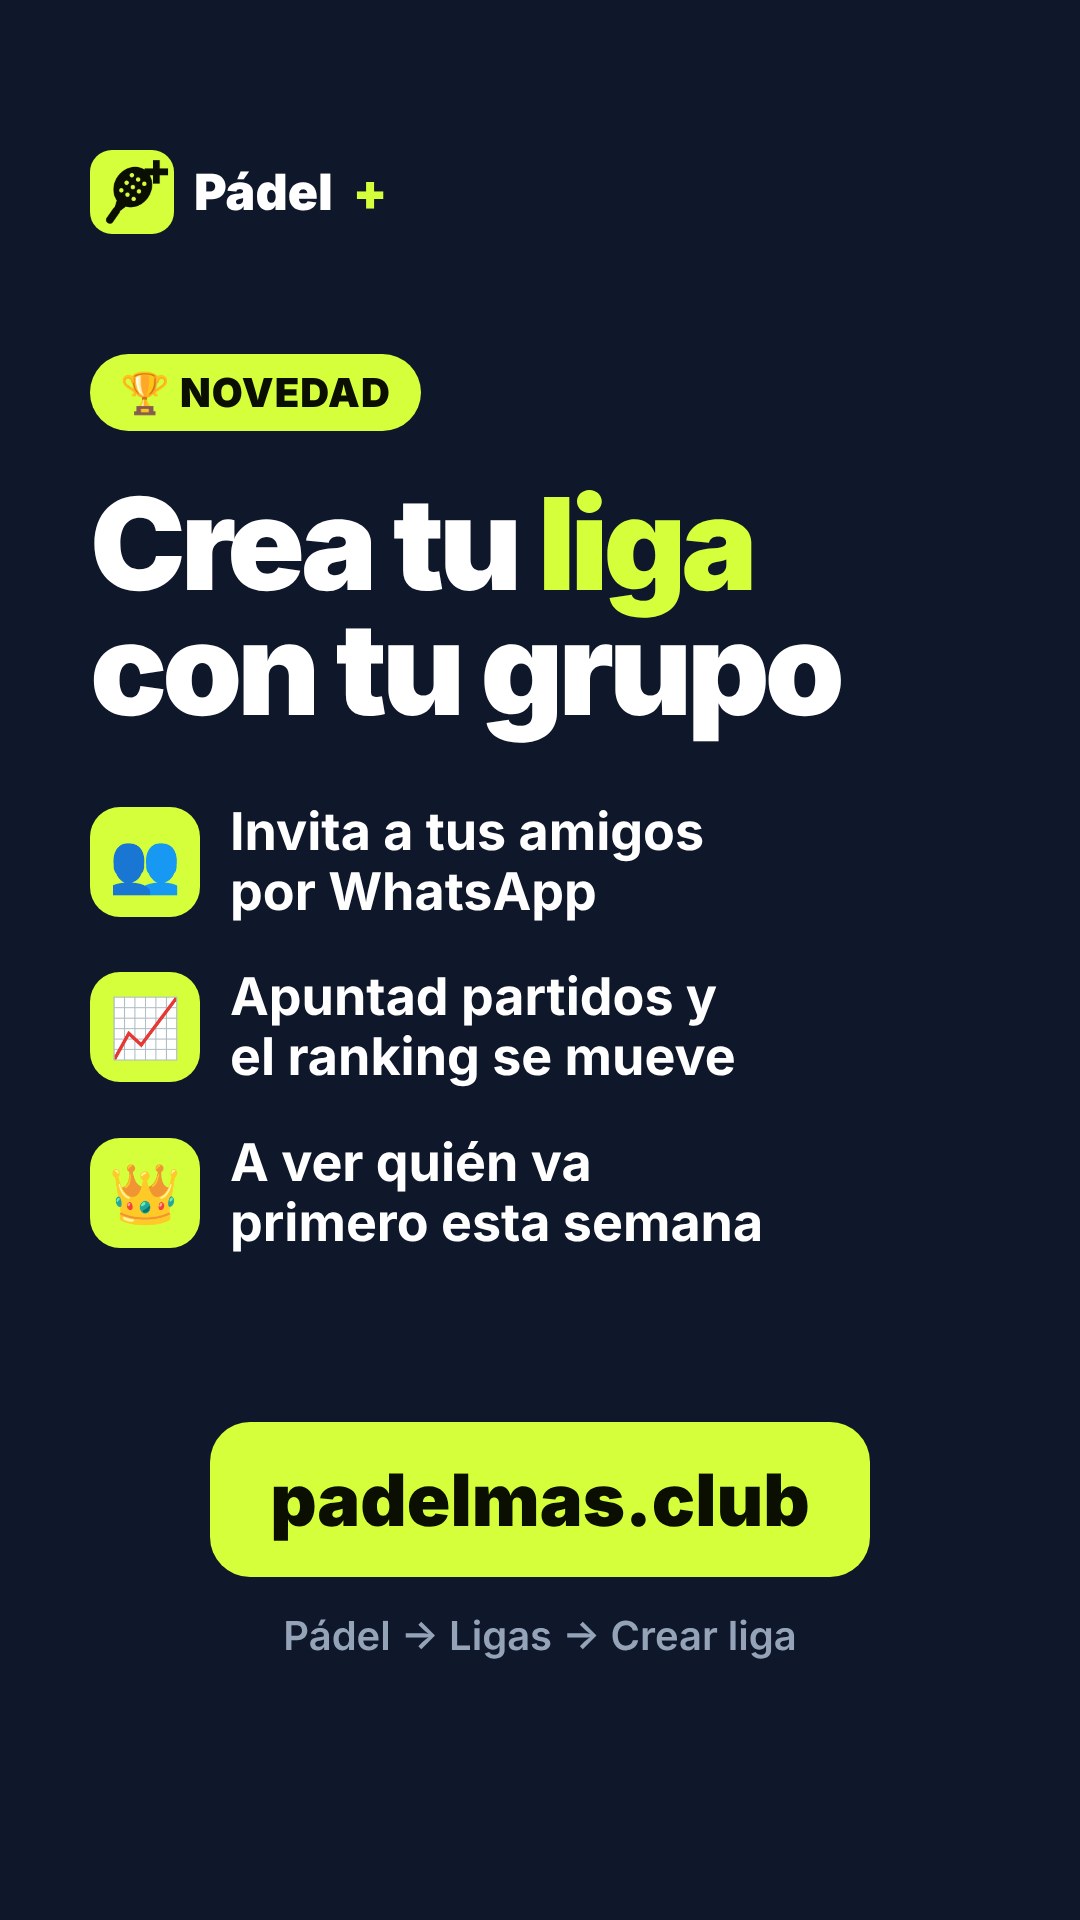 Pádel +
🏆 NOVEDAD
Crea tu liga
con tu grupo
Invita a tus amigos
por WhatsApp
Apuntad partidos y
el ranking se mueve
A ver quién va
primero esta semana
padelmas.club
Pádel → Ligas → Crear liga